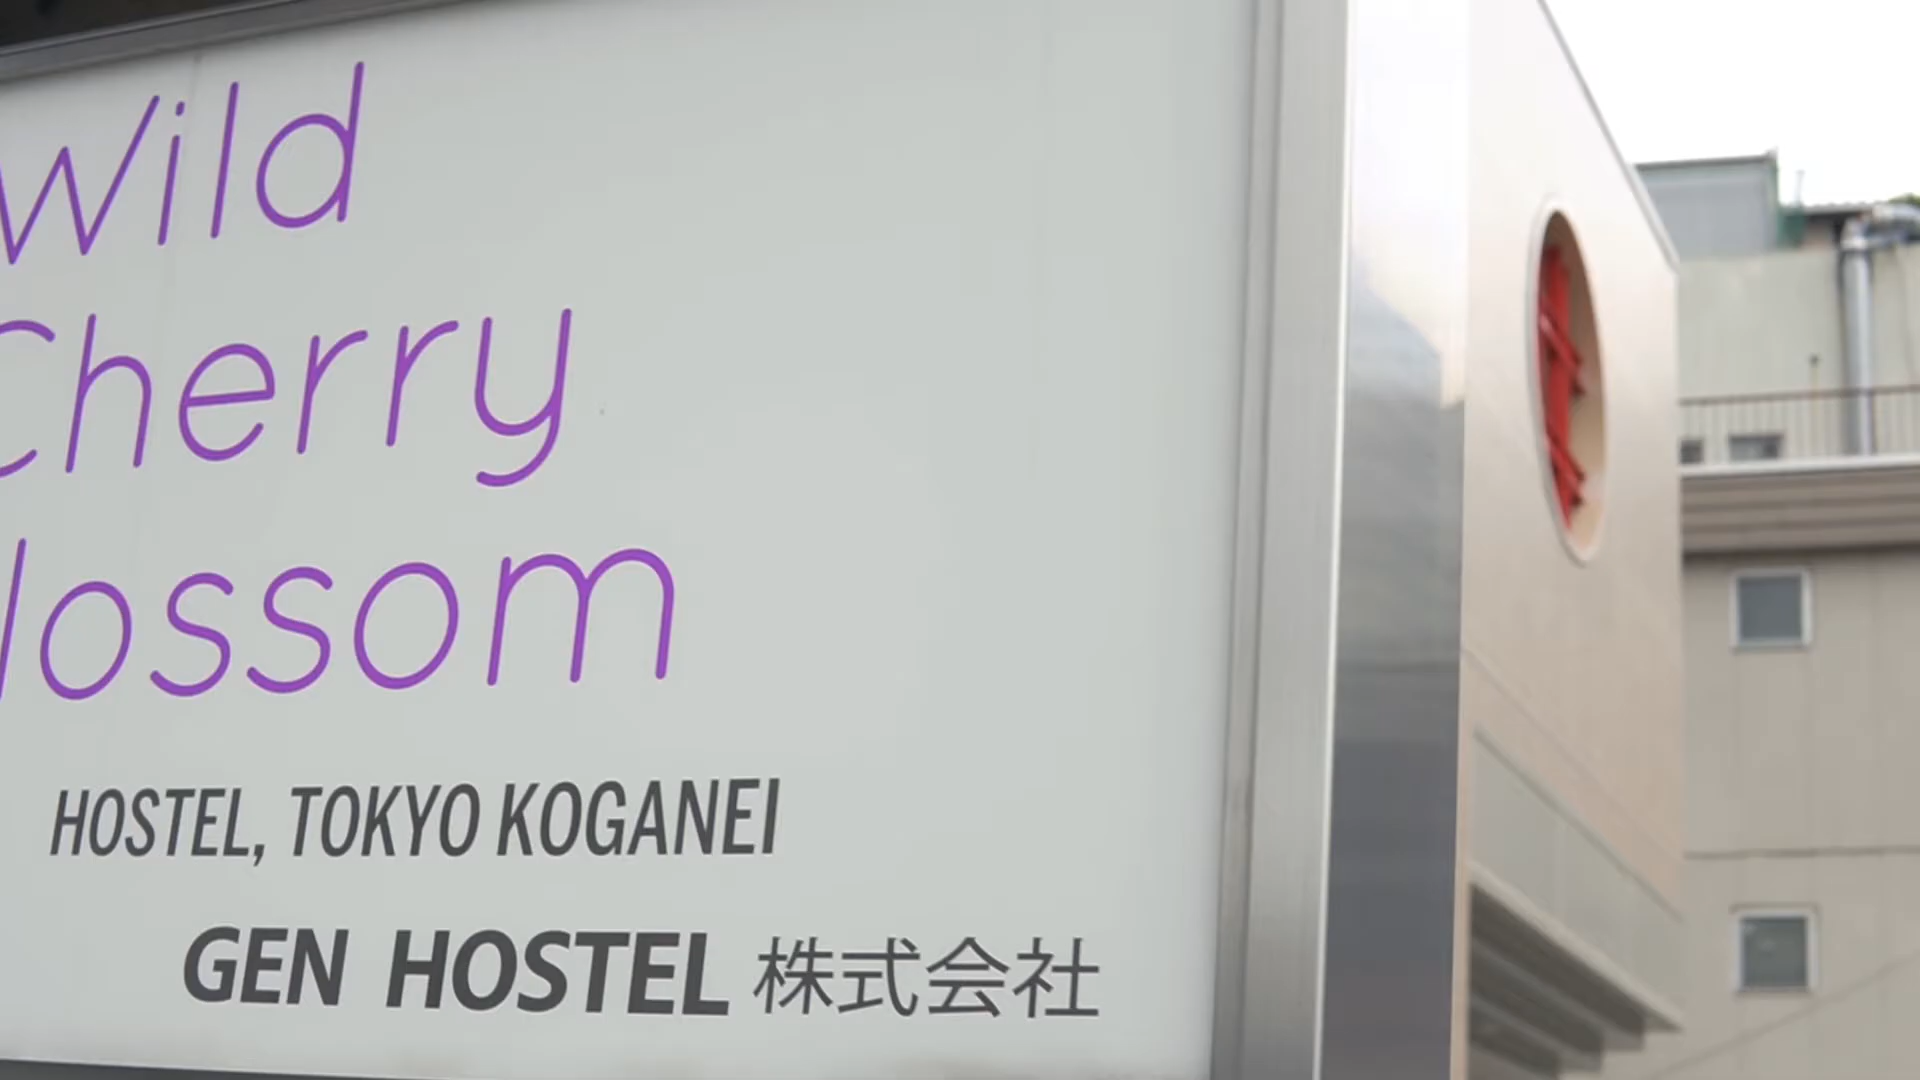 Wild
Cherry
lossom
HOSTEL, TOKYO KOGANEI
GEN HOSTEL 株式会社